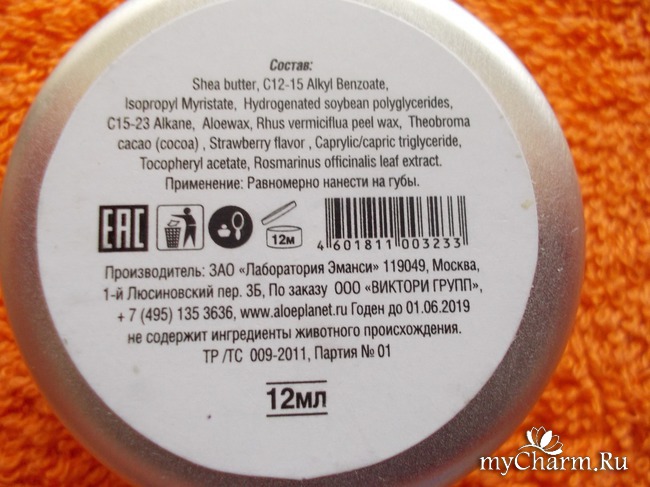 Состав:
Shea butter, C12-15 Alkyl Benzoate,
Isopropyl Myristate, Hydrogenated soybean polyglycerides,
C15-23 Alkane, Aloewax, Rhus vermiciflua peel wax, Theobroma
cacao (cocoa) , Strawberry flavor , Caprylic/capric triglyceride,
Tocopheryl acetate, Rosmarinus officinalis leaf extract.
Применение: Равномерно нанести на губы.
EAC
12м
4 601811 003233
Производитель: ЗАО «Лаборатория Эманси» 119049, Москва,
1-й Люсиновский пер. 3Б, По заказу ООО «ВИКТОРИ ГРУПП»,
+ 7 (495) 135 3636, www.aloeplanet.ru Годен до 01.06.2019
не содержит ингредиенты животного происхождения.
ТР /ТС 009-2011, Партия № 01
12мл
myCharm.Ru